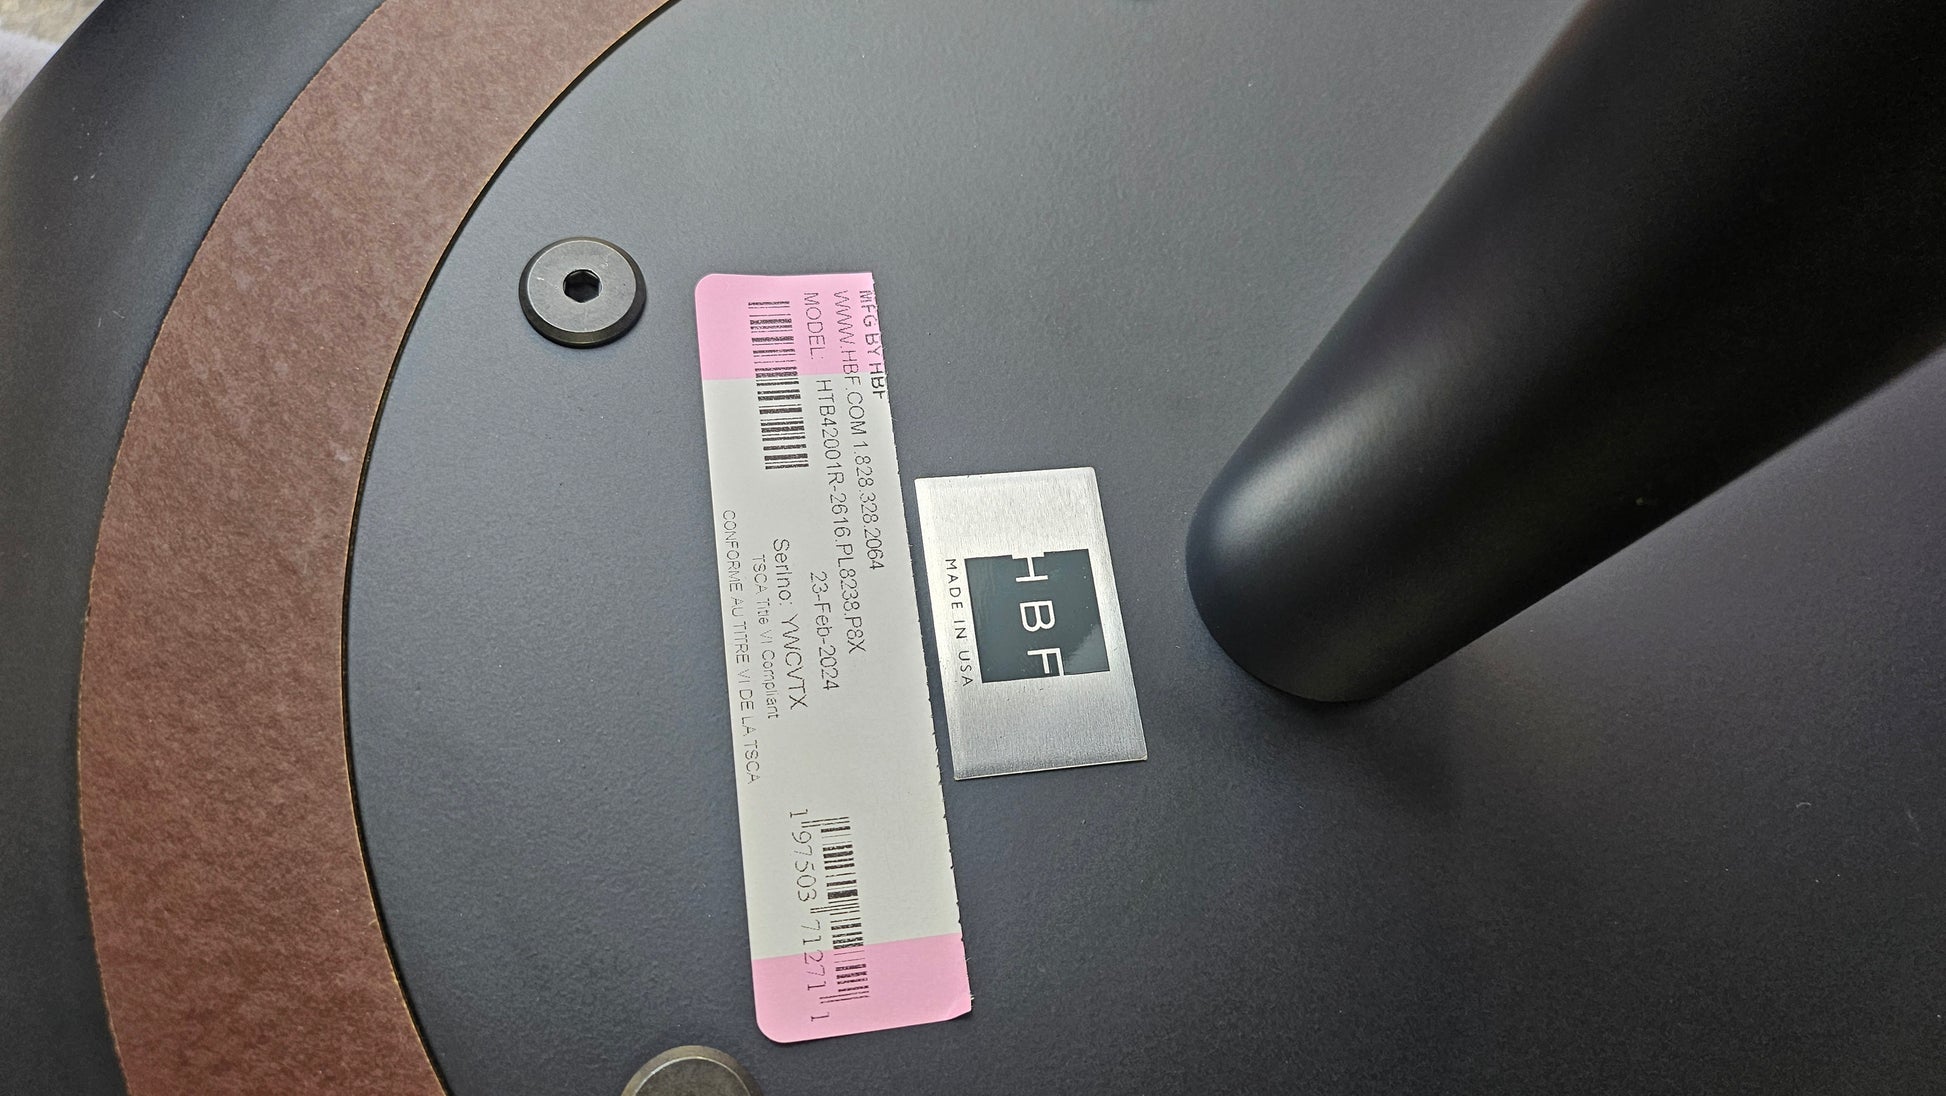 MFG BY HBF
WWW.HBF.COM 1.828.328.2064
MODEL: HTB42001R-2616.PL8238.P8X
23-Feb-2024
Serlno: YWCVTX
TSCA Title VI Compliant
CONFORME AU TITRE VI DE LA TSCA
1 97503 71271 1
HBF
MADE IN USA